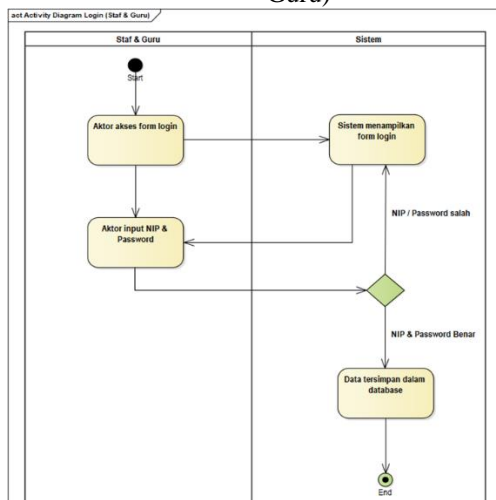 Guru)
act Activity Diagram Login (Staf & Guru)
Staf & Guru
Sistem
Start
Aktor akses form login
Sistem menampilkan
form login
Aktor input NIP &
Password
NIP / Password salah
NIP & Password Benar
Data tersimpan dalam
database
End